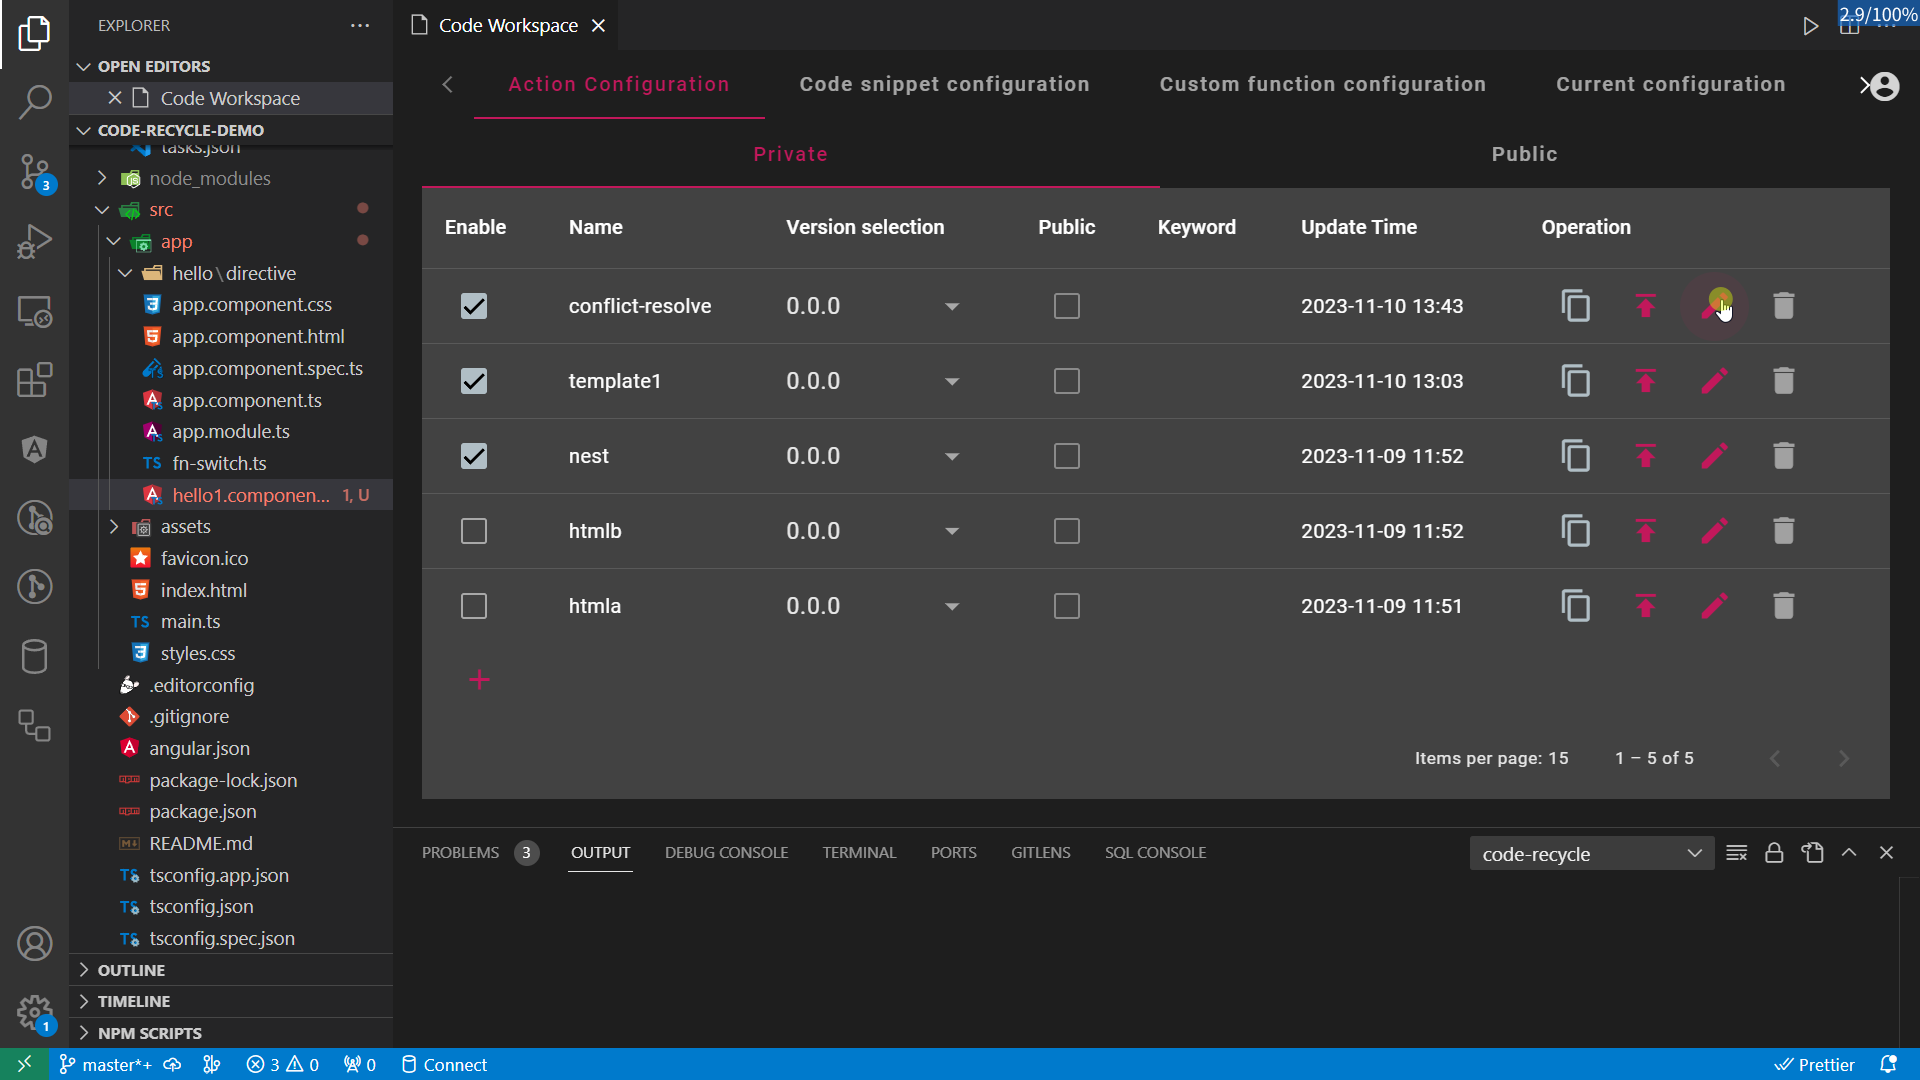 EXPLORER
Code Workspace
2.9/100%
OPEN EDITORS
Code Workspace
CODE-RECYCLE-DEMO
tasks.json
node_modules
src
app
hello\directive
app.component.css
app.component.html
app.component.spec.ts
app.component.ts
app.module.ts
TS fn-switch.ts
hello1.componen... 1, U
assets
favicon.ico
index.html
TS main.ts
styles.css
.editorconfig
.gitignore
angular.json
package-lock.json
package.json
README.md
tsconfig.app.json
tsconfig.json
tsconfig.spec.json
OUTLINE
TIMELINE
NPM SCRIPTS
3
1
Action Configuration Code snippet configuration Custom function configuration Current configuration
Private Public
Enable Name Version selection Public Keyword Update Time Operation
conflict-resolve 0.0.0 2023-11-10 13:43
template1 0.0.0 2023-11-10 13:03
nest 0.0.0 2023-11-09 11:52
htmlb 0.0.0 2023-11-09 11:52
htmla 0.0.0 2023-11-09 11:51
Items per page: 15 1 – 5 of 5
PROBLEMS 3 OUTPUT DEBUG CONSOLE TERMINAL PORTS GITLENS SQL CONSOLE code-recycle
master*+ 3 0 0 Connect Prettier